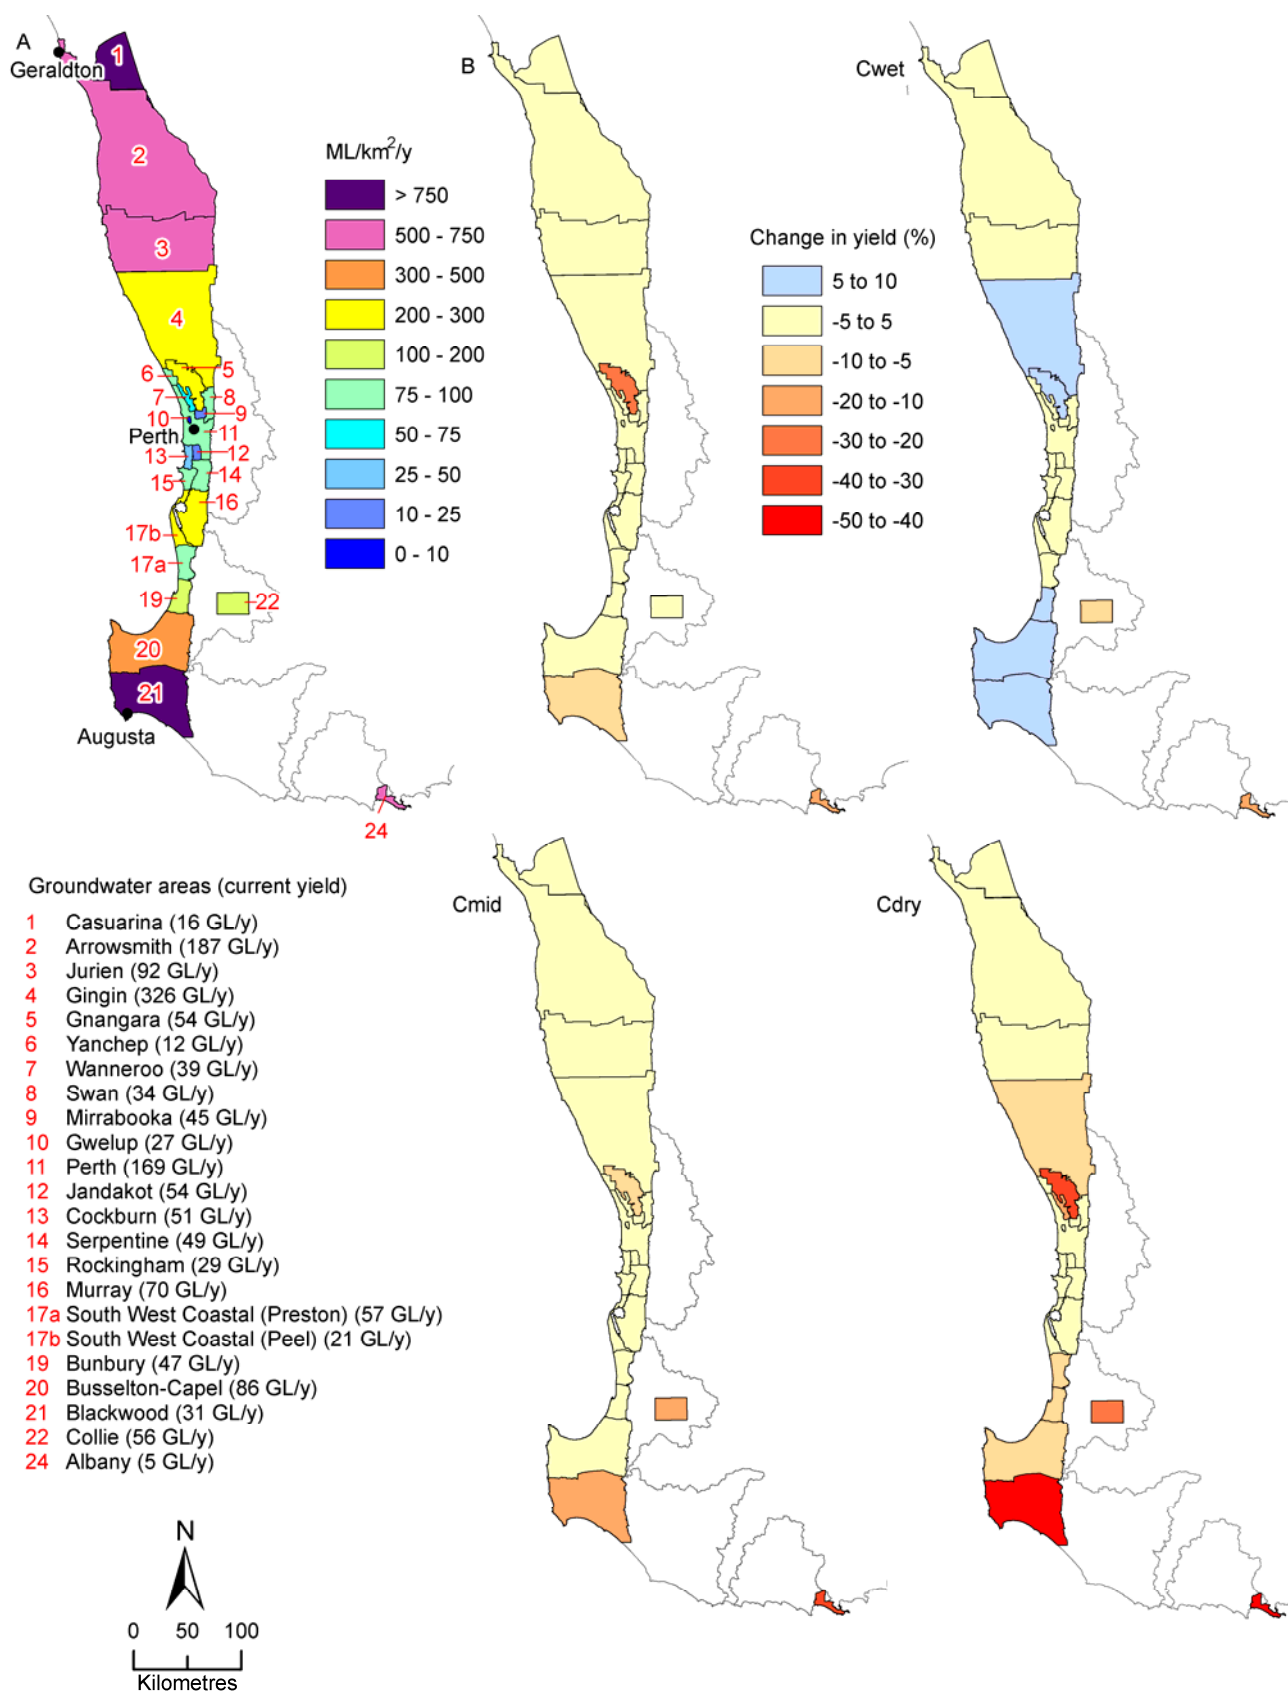 A
Geraldton
1
2
3
4
5
6
7
8
9
10
Perth
11
12
13
14
15
16
17b
17a
19
22
20
21
Augusta
24
ML/km²/y
> 750
500 - 750
300 - 500
200 - 300
100 - 200
75 - 100
50 - 75
25 - 50
10 - 25
0 - 10
B
Cwet
Change in yield (%)
5 to 10
-5 to 5
-10 to -5
-20 to -10
-30 to -20
-40 to -30
-50 to -40
Groundwater areas (current yield)
1 Casuarina (16 GL/y)
2 Arrowsmith (187 GL/y)
3 Jurien (92 GL/y)
4 Gingin (326 GL/y)
5 Gnangara (54 GL/y)
6 Yanchep (12 GL/y)
7 Wanneroo (39 GL/y)
8 Swan (34 GL/y)
9 Mirrabooka (45 GL/y)
10 Gwelup (27 GL/y)
11 Perth (169 GL/y)
12 Jandakot (54 GL/y)
13 Cockburn (51 GL/y)
14 Serpentine (49 GL/y)
15 Rockingham (29 GL/y)
16 Murray (70 GL/y)
17a South West Coastal (Preston) (57 GL/y)
17b South West Coastal (Peel) (21 GL/y)
19 Bunbury (47 GL/y)
20 Busselton-Capel (86 GL/y)
21 Blackwood (31 GL/y)
22 Collie (56 GL/y)
24 Albany (5 GL/y)
Cmid
Cdry
N
0 50 100
Kilometres